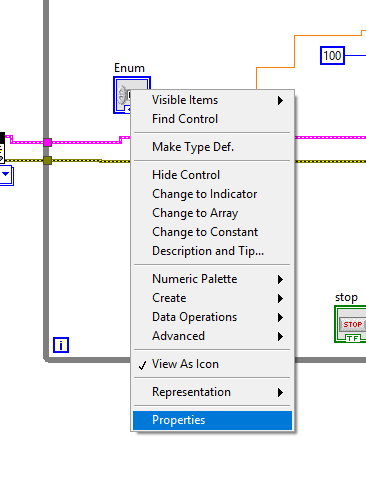 Enum
100
Visible Items
Find Control
Make Type Def.
Hide Control
Change to Indicator
Change to Array
Change to Constant
Description and Tip...
Numeric Palette
Create
Data Operations
Advanced
stop
STOP
TF
i
View As Icon
Representation
Properties